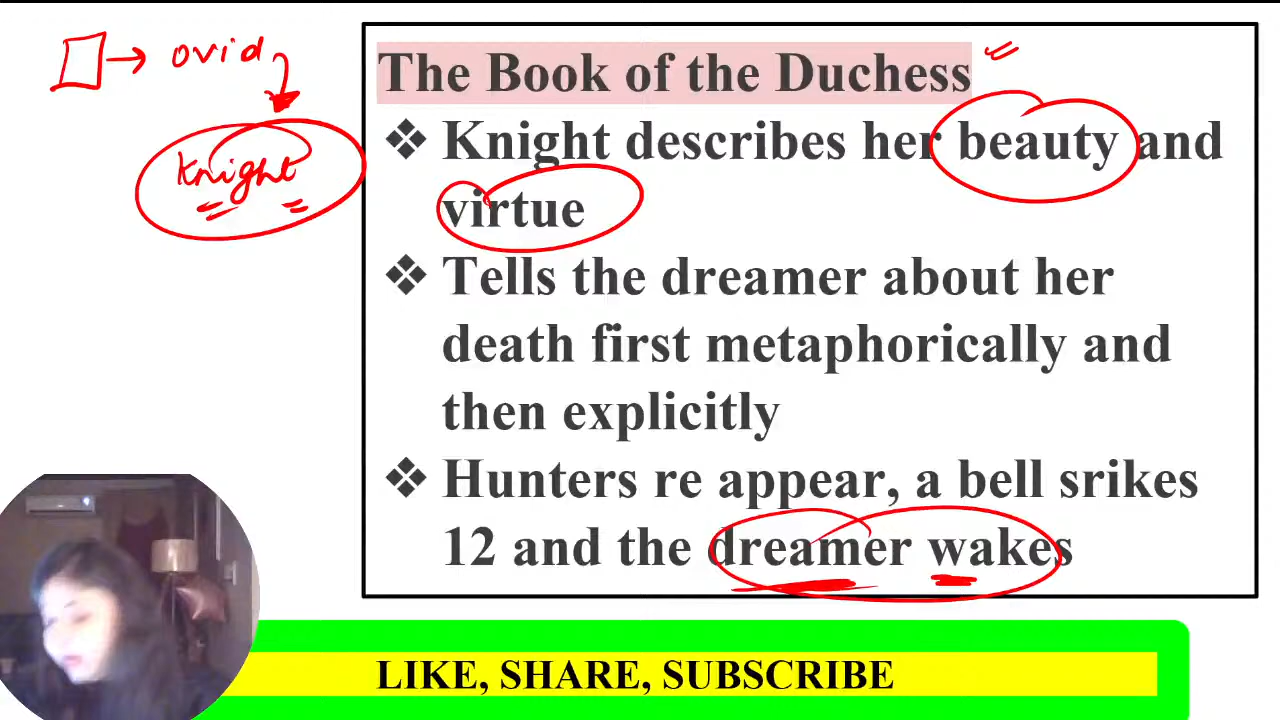 ovid
Knight
The Book of the Duchess
❖ Knight describes her beauty and
virtue
❖ Tells the dreamer about her
death first metaphorically and
then explicitly
❖ Hunters re appear, a bell srikes
12 and the dreamer wakes
LIKE, SHARE, SUBSCRIBE